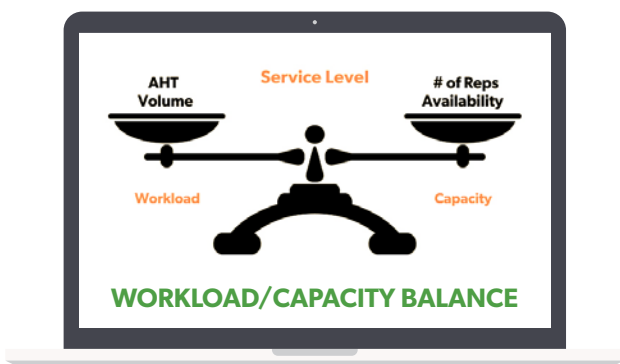 AHT
Volume
Service Level
# of Reps
Availability
Workload
Capacity
WORKLOAD/CAPACITY BALANCE